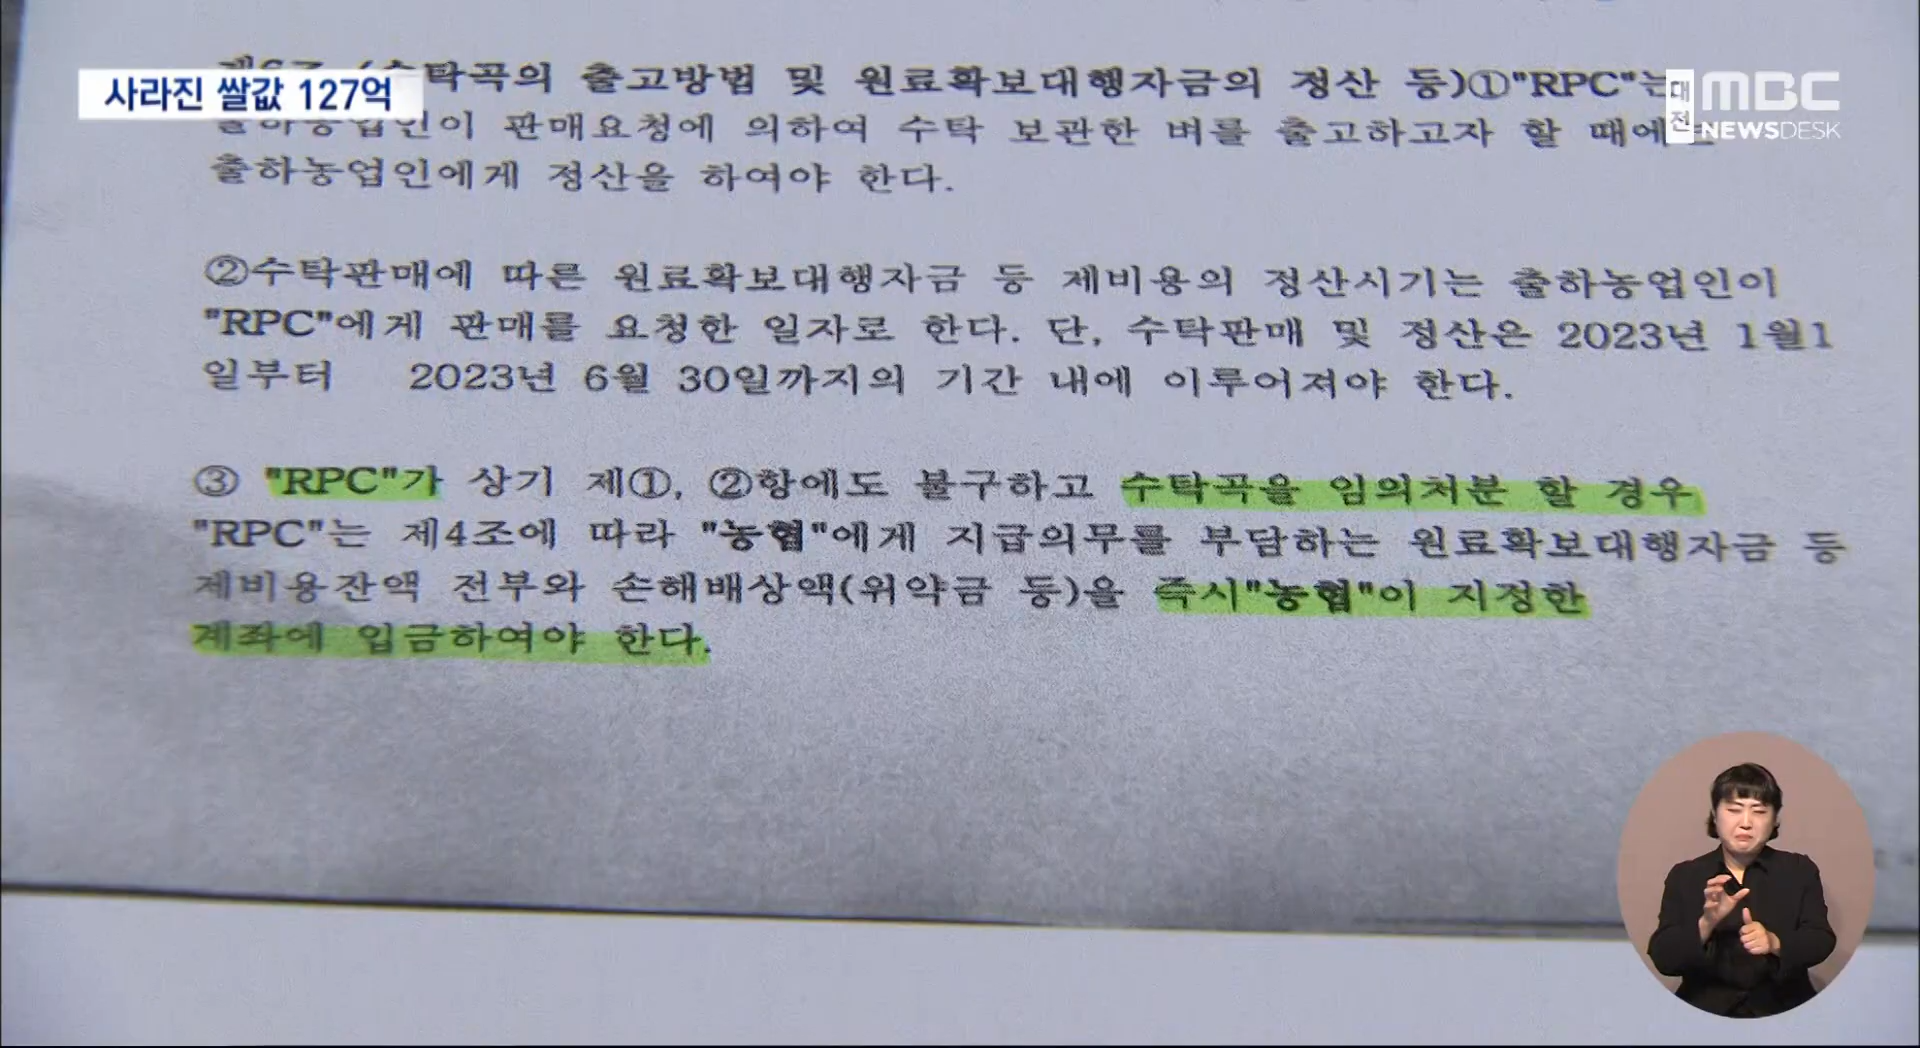 사라진 쌀값 127억
대전 MBC
NEWSDESK
수탁곡의 출고방법 및 원료확보대행자금의 정산 등)①"RPC"는
출하농업인이 판매요청에 의하여 수탁 보관한 벼를 출고하고자 할 때에는
출하농업인에게 정산을 하여야 한다.
②수탁판매에 따른 원료확보대행자금 등 제비용의 정산시기는 출하농업인이
"RPC"에게 판매를 요청한 일자로 한다. 단, 수탁판매 및 정산은 2023년 1월1
일부터 2023년 6월 30일까지의 기간 내에 이루어져야 한다.
③ "RPC"가 상기 제①, ②항에도 불구하고 수탁곡을 임의처분 할 경우
"RPC"는 제4조에 따라 "농협"에게 지급의무를 부담하는 원료확보대행자금 등
제비용잔액 전부와 손해배상액(위약금 등)을 즉시"농협"이 지정한
계좌에 입금하여야 한다.